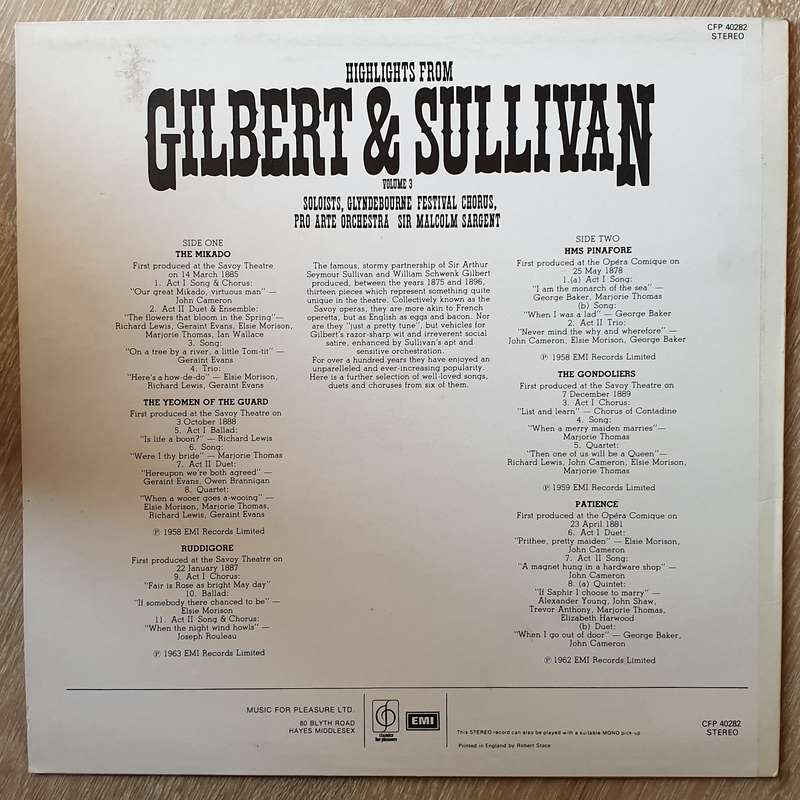 CFP 40282
STEREO
HIGHLIGHTS FROM
GILBERT & SULLIVAN
VOLUME 3
SOLOISTS, GLYNDEBOURNE FESTIVAL CHORUS,
PRO ARTE ORCHESTRA SIR MALCOLM SARGENT
SIDE ONE
THE MIKADO
First produced at the Savoy Theatre
on 14 March 1885
1. Act I Song & Chorus:
"Our great Mikado, virtuous man" —
John Cameron
2. Act II Duet & Ensemble:
"The flowers that bloom in the Spring"—
Richard Lewis, Geraint Evans, Elsie Morison,
Marjorie Thomas, Ian Wallace
3. Song:
"On a tree by a river, a little Tom-tit" —
Geraint Evans
4. Trio:
"Here's a how-de-do" — Elsie Morison,
Richard Lewis, Geraint Evans
THE YEOMEN OF THE GUARD
First produced at the Savoy Theatre on
3 October 1888
5. Act I Ballad:
"Is life a boon?" — Richard Lewis
6. Song:
"Were I thy bride" — Marjorie Thomas
7. Act II Duet:
"Hereupon we're both agreed" —
Geraint Evans, Owen Brannigan
8. Quartet:
"When a wooer goes a-wooing" —
Elsie Morison, Marjorie Thomas,
Richard Lewis, Geraint Evans
℗ 1958 EMI Records Limited
RUDDIGORE
First produced at the Savoy Theatre on
22 January 1887
9. Act I Chorus:
"Fair is Rose as bright May day"
10. Ballad:
"If somebody there chanced to be" —
Elsie Morison
11. Act II Song & Chorus:
"When the night wind howls" —
Joseph Rouleau
℗ 1963 EMI Records Limited
The famous, stormy partnership of Sir Arthur
Seymour Sullivan and William Schwenk Gilbert
produced, between the years 1875 and 1896,
thirteen pieces which represent something quite
unique in the theatre. Collectively known as the
Savoy operas, they are more akin to French
operetta, but as English as eggs and bacon. Nor
are they "just a pretty tune", but vehicles for
Gilbert's razor-sharp wit and irreverent social
satire, enhanced by Sullivan's apt and
sensitive orchestration.
For over a hundred years they have enjoyed an
unparelleled and ever-increasing popularity.
Here is a further selection of well-loved songs,
duets and choruses from six of them.
SIDE TWO
HMS PINAFORE
First produced at the Opéra Comique on
25 May 1878
1.(a) Act I Song:
"I am the monarch of the sea" —
George Baker, Marjorie Thomas
(b) Song:
"When I was a lad" — George Baker
2. Act II Trio:
"Never mind the why and wherefore" —
John Cameron, Elsie Morison, George Baker
℗ 1958 EMI Records Limited
THE GONDOLIERS
First produced at the Savoy Theatre on
7 December 1889
3. Act I Chorus:
"List and learn" — Chorus of Contadine
4. Song:
"When a merry maiden marries"—
Marjorie Thomas
5. Quartet:
"Then one of us will be a Queen"—
Richard Lewis, John Cameron, Elsie Morison,
Marjorie Thomas
℗ 1959 EMI Records Limited
PATIENCE
First produced at the Opéra Comique on
23 April 1881
6. Act I Duet:
"Prithee, pretty maiden" — Elsie Morison,
John Cameron
7. Act II Song:
"A magnet hung in a hardware shop" —
John Cameron
8. (a) Quintet:
"If Saphir I choose to marry" —
Alexander Young, John Shaw,
Trevor Anthony, Marjorie Thomas,
Elizabeth Harwood
(b) Duet:
"When I go out of door" — George Baker,
John Cameron
℗ 1962 EMI Records Limited
MUSIC FOR PLEASURE LTD.
80 BLYTH ROAD
HAYES MIDDLESEX
classics
for pleasure
EMI
This STEREO record can also be played with a suitable MONO pick-up
Printed in England by Robert Stace
CFP 40282
STEREO